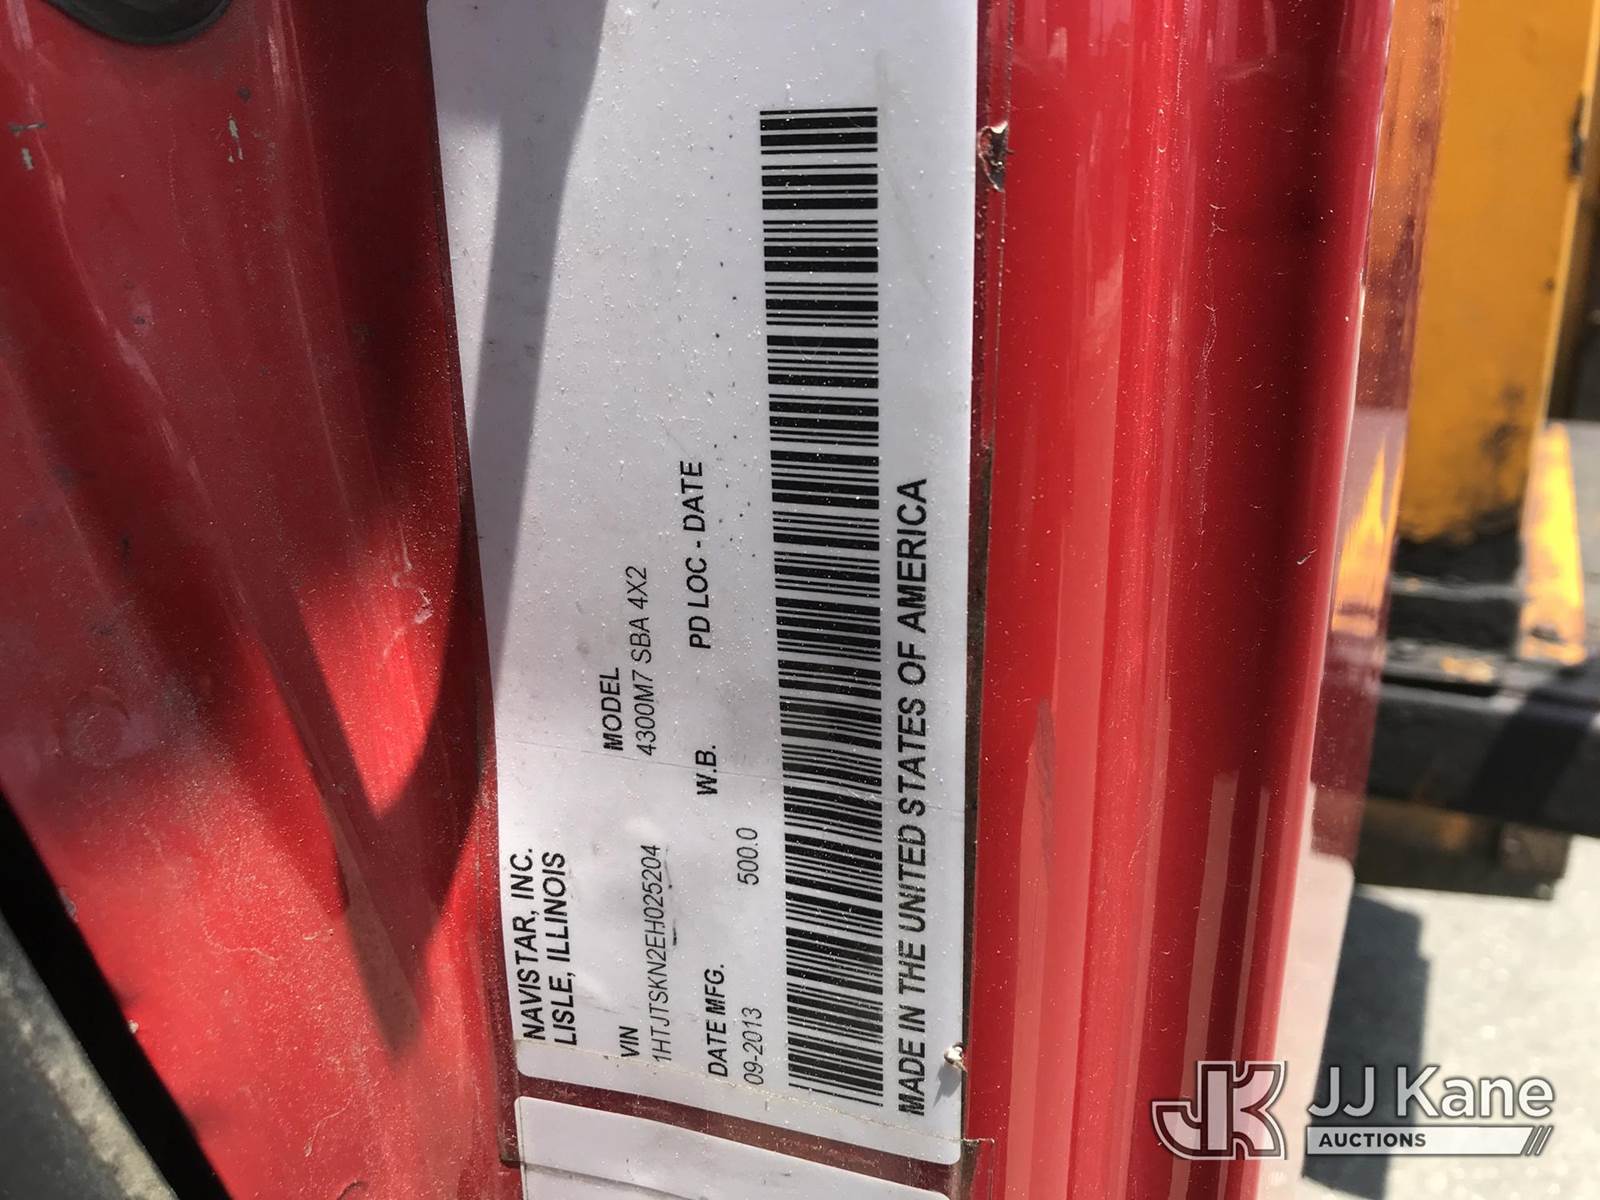 NAVISTAR, INC.
LISLE, ILLINOIS
VIN
MODEL
1HTJTSKN2EH025204
4300M7 SBA 4X2
DATE MFG.
W.B.
PD LOC - DATE
09-2013
500.0
MADE IN THE UNITED STATES OF AMERICA
JK
JJ Kane
AUCTIONS